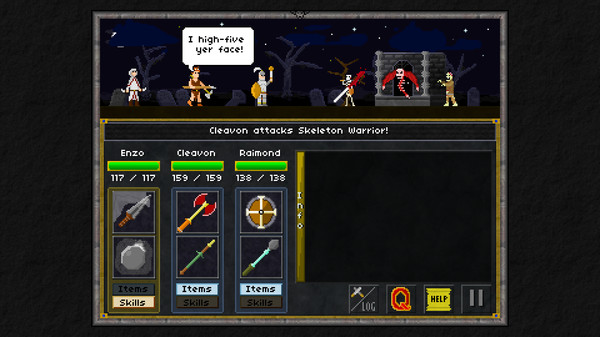 I high-five
yer face!
Cleavon attacks Skeleton Warrior!
Enzo
Cleavon
Raimond
117 / 117
159 / 159
138 / 138
Info
Items
Items
Items
Skills
Skills
Skills
LOG
Q
HELP